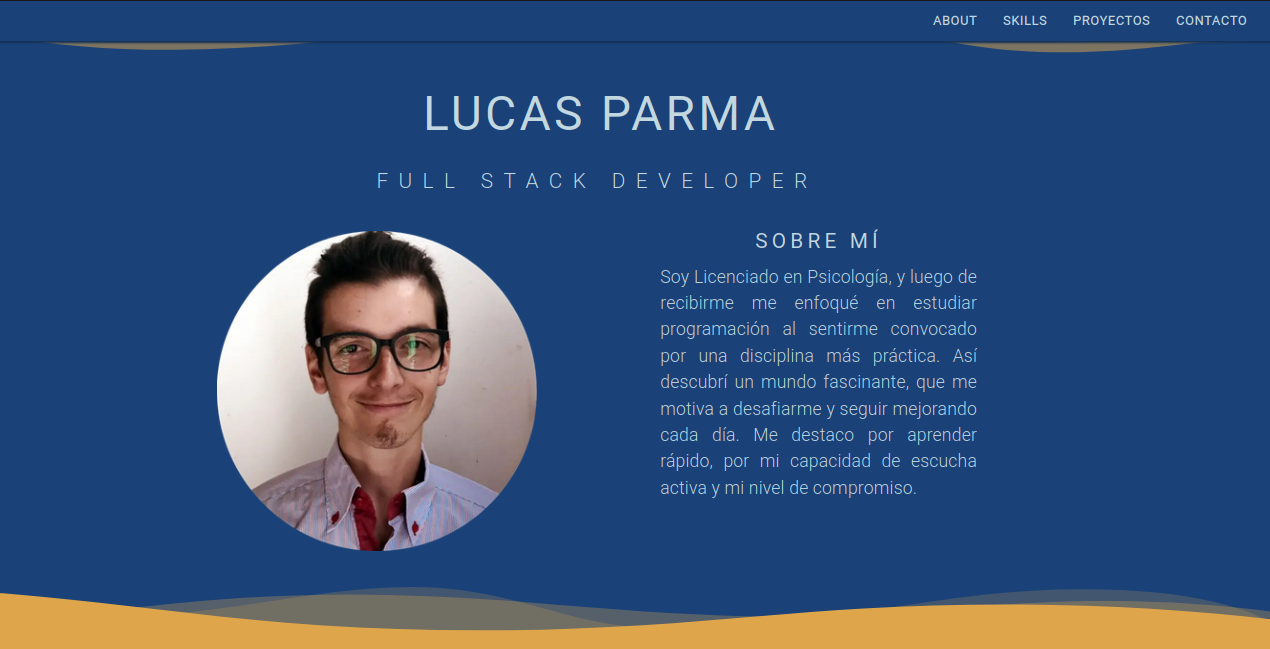 ABOUT SKILLS PROYECTOS CONTACTO
LUCAS PARMA
FULL STACK DEVELOPER
SOBRE MÍ
Soy Licenciado en Psicología, y luego de
recibirme me enfoqué en estudiar
programación al sentirme convocado
por una disciplina más práctica. Así
descubrí un mundo fascinante, que me
motiva a desafiarme y seguir mejorando
cada día. Me destaco por aprender
rápido, por mi capacidad de escucha
activa y mi nivel de compromiso.